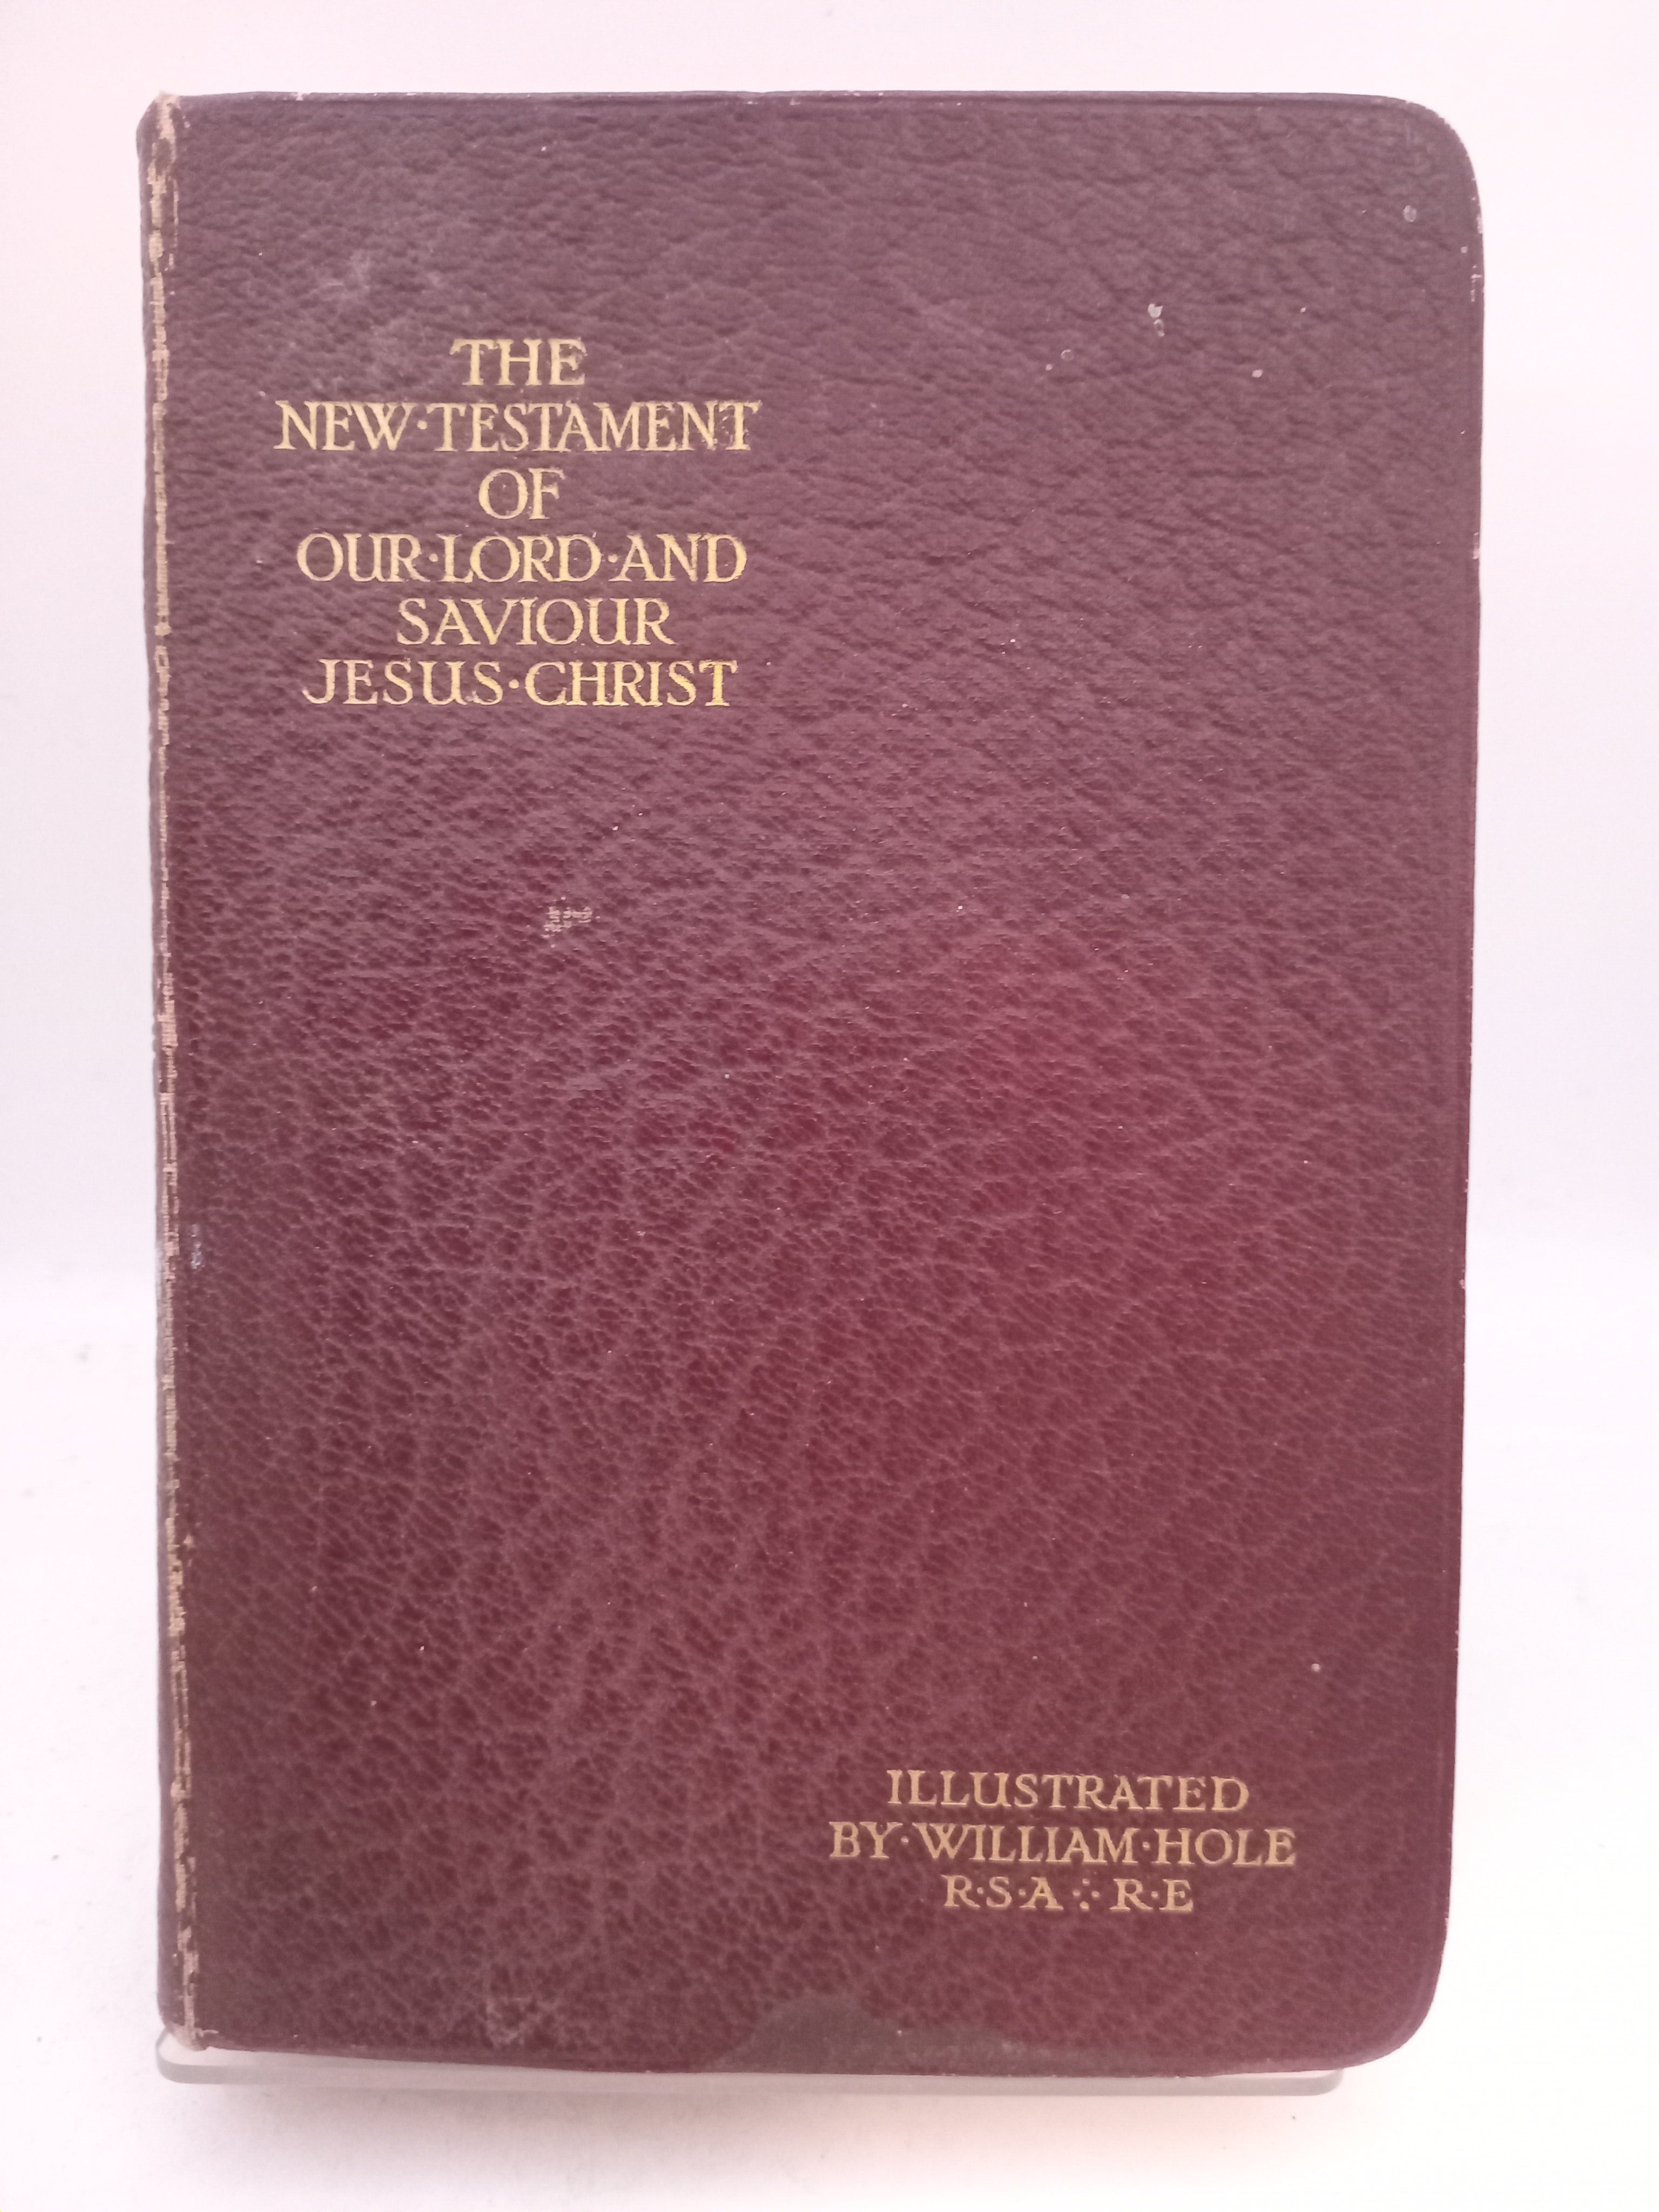 THE
NEW·TESTAMENT
OF
OUR·LORD·AND
SAVIOUR
JESUS·CHRIST
ILLUSTRATED
BY·WILLIAM·HOLE
R·S·A ⁘ R·E